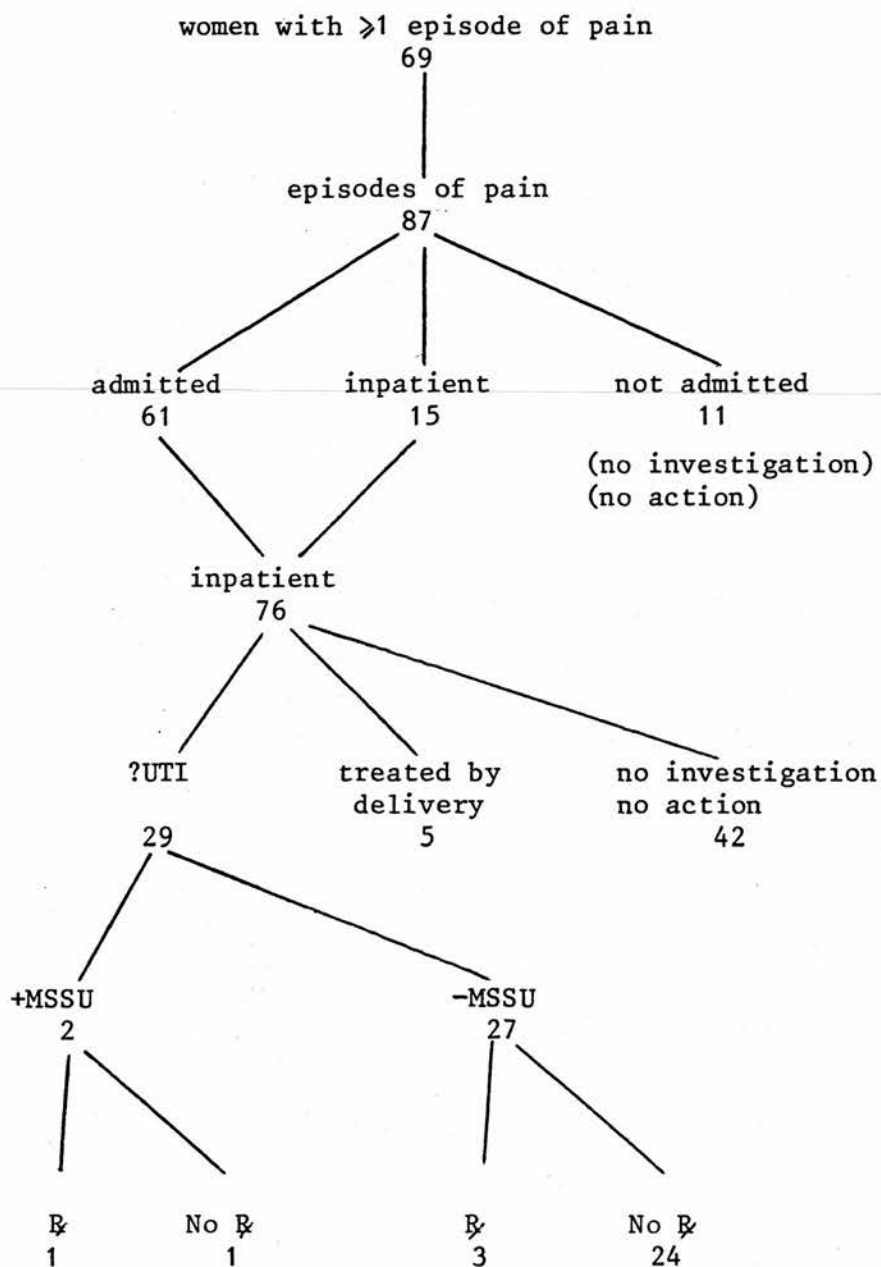 women with ⩾1 episode of pain
69
episodes of pain
87
admitted inpatient not admitted
61 15 11
(no investigation)
(no action)
inpatient
76
?UTI treated by no investigation
delivery no action
29 5 42
+MSSU -MSSU
2 27
℞ No ℞ ℞ No ℞
1 1 3 24